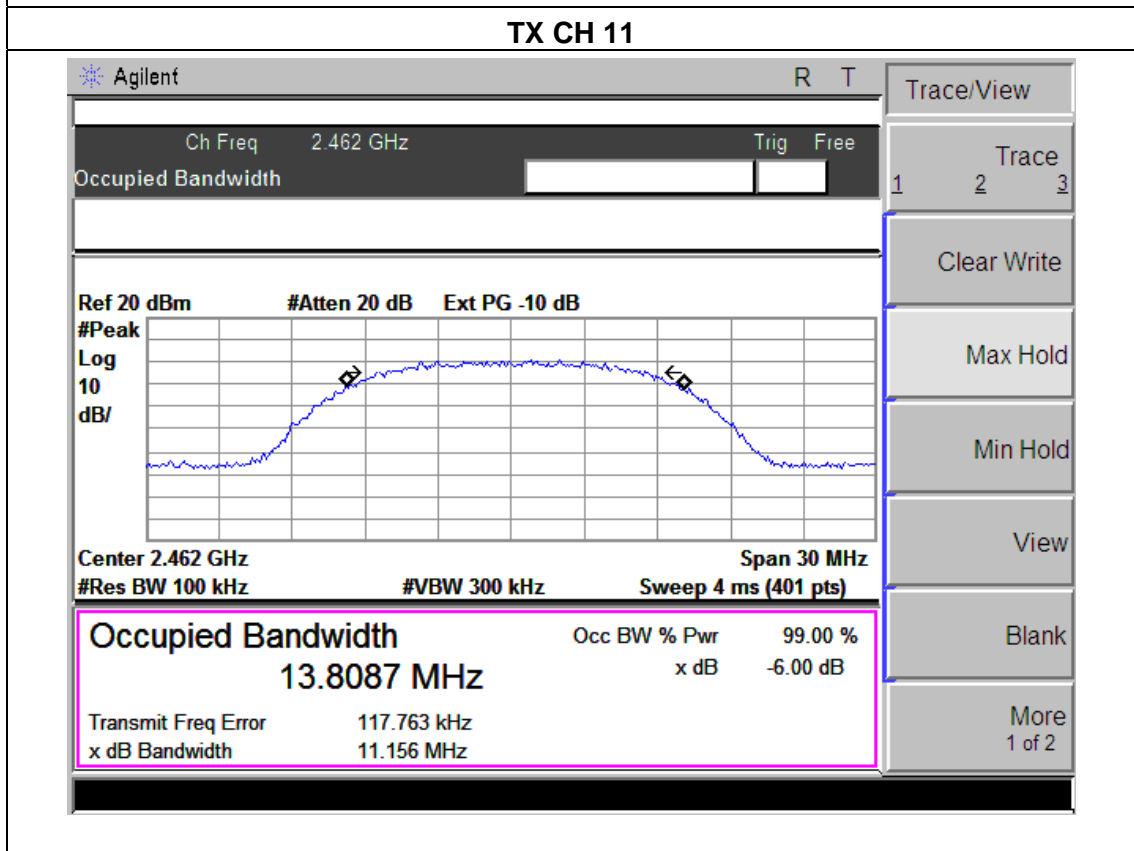 TX CH 11
Agilent R T
Trace/View
Ch Freq 2.462 GHz Trig Free
Occupied Bandwidth
Trace
1 2 3
Clear Write
Max Hold
Min Hold
View
Blank
More
1 of 2
Ref 20 dBm #Atten 20 dB Ext PG -10 dB
#Peak
Log
10
dB/
Center 2.462 GHz Span 30 MHz
#Res BW 100 kHz #VBW 300 kHz Sweep 4 ms (401 pts)
Occupied Bandwidth Occ BW % Pwr 99.00 %
13.8087 MHz x dB -6.00 dB
Transmit Freq Error 117.763 kHz
x dB Bandwidth 11.156 MHz